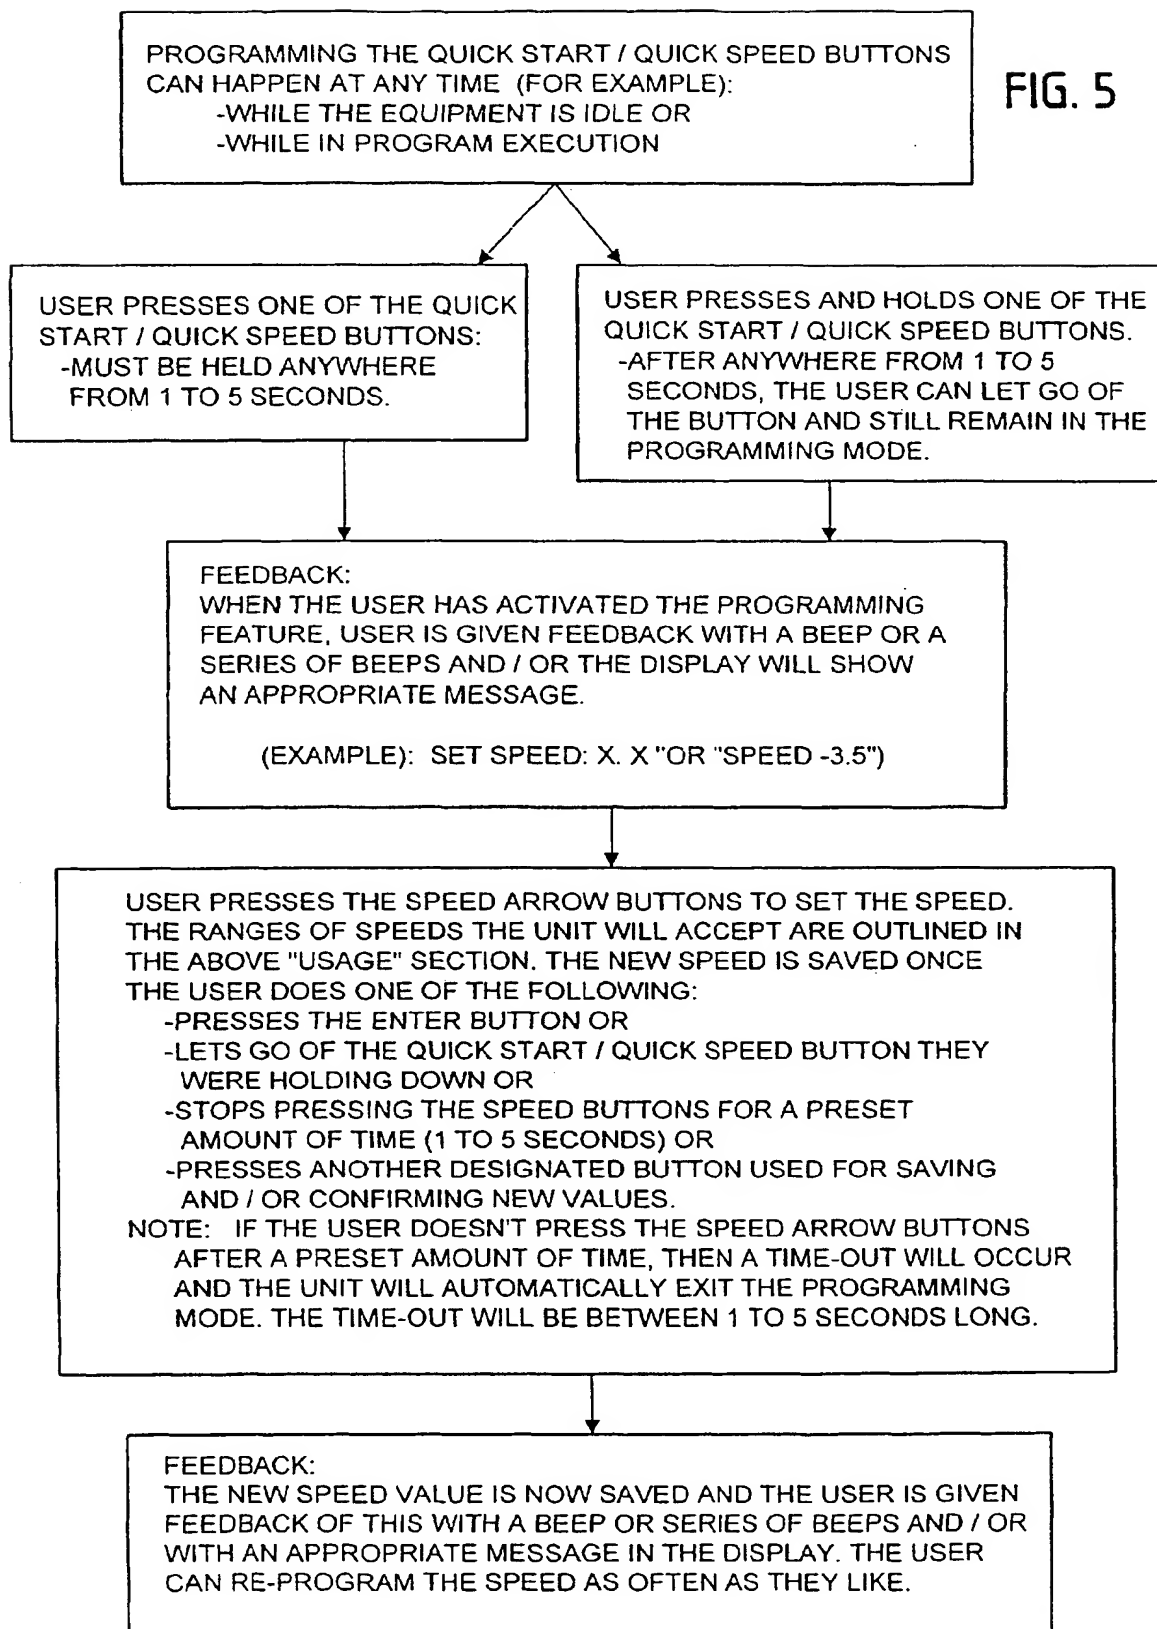 PROGRAMMING THE QUICK START / QUICK SPEED BUTTONS
CAN HAPPEN AT ANY TIME (FOR EXAMPLE):
-WHILE THE EQUIPMENT IS IDLE OR
-WHILE IN PROGRAM EXECUTION
FIG. 5
USER PRESSES ONE OF THE QUICK
START / QUICK SPEED BUTTONS:
-MUST BE HELD ANYWHERE
FROM 1 TO 5 SECONDS.
USER PRESSES AND HOLDS ONE OF THE
QUICK START / QUICK SPEED BUTTONS.
-AFTER ANYWHERE FROM 1 TO 5
SECONDS, THE USER CAN LET GO OF
THE BUTTON AND STILL REMAIN IN THE
PROGRAMMING MODE.
FEEDBACK:
WHEN THE USER HAS ACTIVATED THE PROGRAMMING
FEATURE, USER IS GIVEN FEEDBACK WITH A BEEP OR A
SERIES OF BEEPS AND / OR THE DISPLAY WILL SHOW
AN APPROPRIATE MESSAGE.
(EXAMPLE): SET SPEED: X. X "OR "SPEED -3.5")
USER PRESSES THE SPEED ARROW BUTTONS TO SET THE SPEED.
THE RANGES OF SPEEDS THE UNIT WILL ACCEPT ARE OUTLINED IN
THE ABOVE "USAGE" SECTION. THE NEW SPEED IS SAVED ONCE
THE USER DOES ONE OF THE FOLLOWING:
-PRESSES THE ENTER BUTTON OR
-LETS GO OF THE QUICK START / QUICK SPEED BUTTON THEY
WERE HOLDING DOWN OR
-STOPS PRESSING THE SPEED BUTTONS FOR A PRESET
AMOUNT OF TIME (1 TO 5 SECONDS) OR
-PRESSES ANOTHER DESIGNATED BUTTON USED FOR SAVING
AND / OR CONFIRMING NEW VALUES.
NOTE: IF THE USER DOESN'T PRESS THE SPEED ARROW BUTTONS
AFTER A PRESET AMOUNT OF TIME, THEN A TIME-OUT WILL OCCUR
AND THE UNIT WILL AUTOMATICALLY EXIT THE PROGRAMMING
MODE. THE TIME-OUT WILL BE BETWEEN 1 TO 5 SECONDS LONG.
FEEDBACK:
THE NEW SPEED VALUE IS NOW SAVED AND THE USER IS GIVEN
FEEDBACK OF THIS WITH A BEEP OR SERIES OF BEEPS AND / OR
WITH AN APPROPRIATE MESSAGE IN THE DISPLAY. THE USER
CAN RE-PROGRAM THE SPEED AS OFTEN AS THEY LIKE.